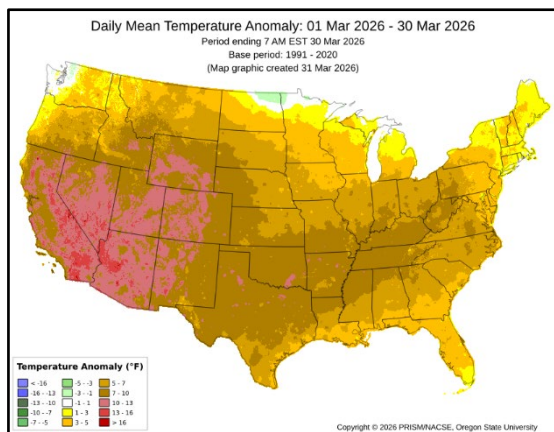 Daily Mean Temperature Anomaly: 01 Mar 2026 - 30 Mar 2026
Period ending 7 AM EST 30 Mar 2026
Base period: 1991 - 2020
(Map graphic created 31 Mar 2026)
Temperature Anomaly (°F)
< -16 -5 - -3 5 - 7
-16 - -13 -3 - -1 7 - 10
-13 - -10 -1 - 1 10 - 13
-10 - -7 1 - 3 13 - 16
-7 - -5 3 - 5 > 16
Copyright © 2026 PRISM/NACSE, Oregon State University